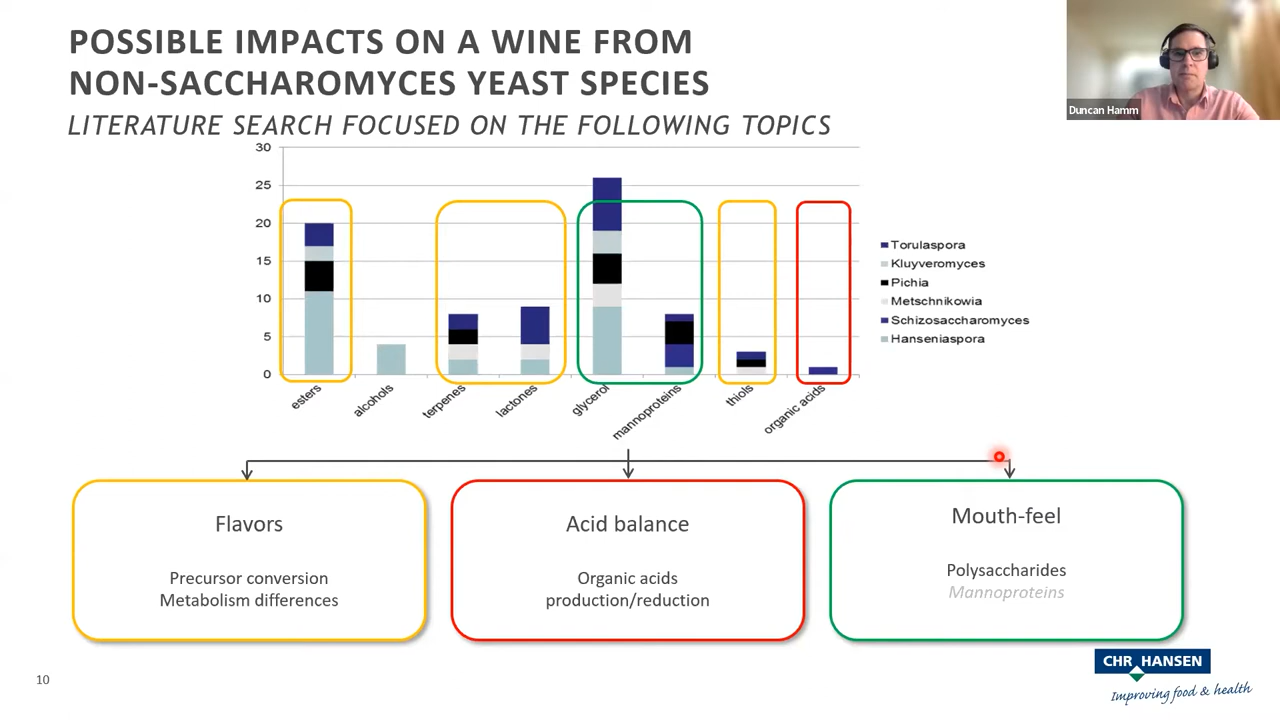 POSSIBLE IMPACTS ON A WINE FROM
NON-SACCHAROMYCES YEAST SPECIES
LITERATURE SEARCH FOCUSED ON THE FOLLOWING TOPICS
Duncan Hamm
30
25
20
15
10
5
0
esters
alcohols
terpenes
lactones
glycerol
mannoproteins
thiols
organic acids
Torulaspora
Kluyveromyces
Pichia
Metschnikowia
Schizosaccharomyces
Hanseniaspora
Flavors
Precursor conversion
Metabolism differences
Acid balance
Organic acids
production/reduction
Mouth-feel
Polysaccharides
Mannoproteins
10
CHR HANSEN
Improving food & health